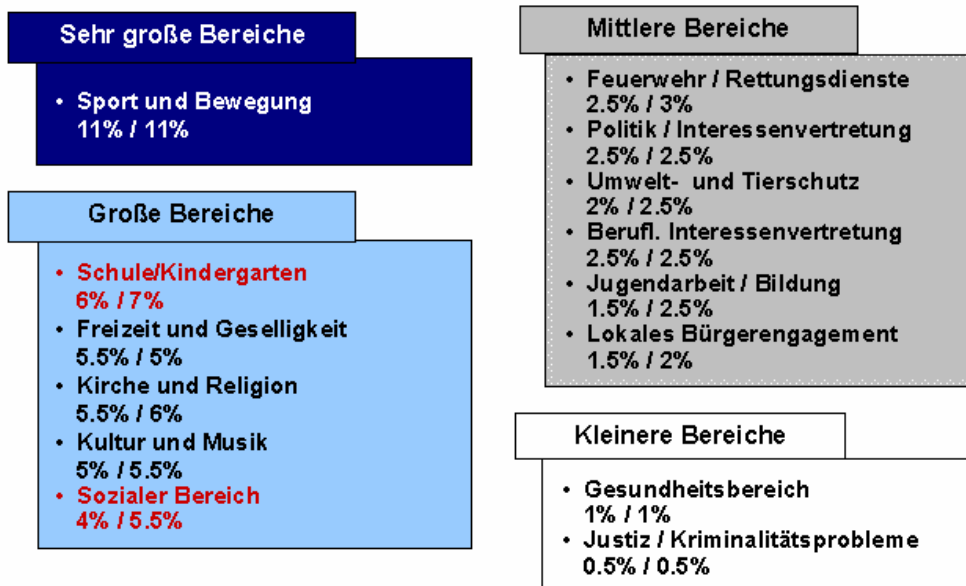 Sehr große Bereiche
• Sport und Bewegung
11% / 11%
Große Bereiche
• Schule/Kindergarten
6% / 7%
• Freizeit und Geselligkeit
5.5% / 5%
• Kirche und Religion
5.5% / 6%
• Kultur und Musik
5% / 5.5%
• Sozialer Bereich
4% / 5.5%
Mittlere Bereiche
• Feuerwehr / Rettungsdienste
2.5% / 3%
• Politik / Interessenvertretung
2.5% / 2.5%
• Umwelt- und Tierschutz
2% / 2.5%
• Berufl. Interessenvertretung
2.5% / 2.5%
• Jugendarbeit / Bildung
1.5% / 2.5%
• Lokales Bürgerengagement
1.5% / 2%
Kleinere Bereiche
• Gesundheitsbereich
1% / 1%
• Justiz / Kriminalitätsprobleme
0.5% / 0.5%